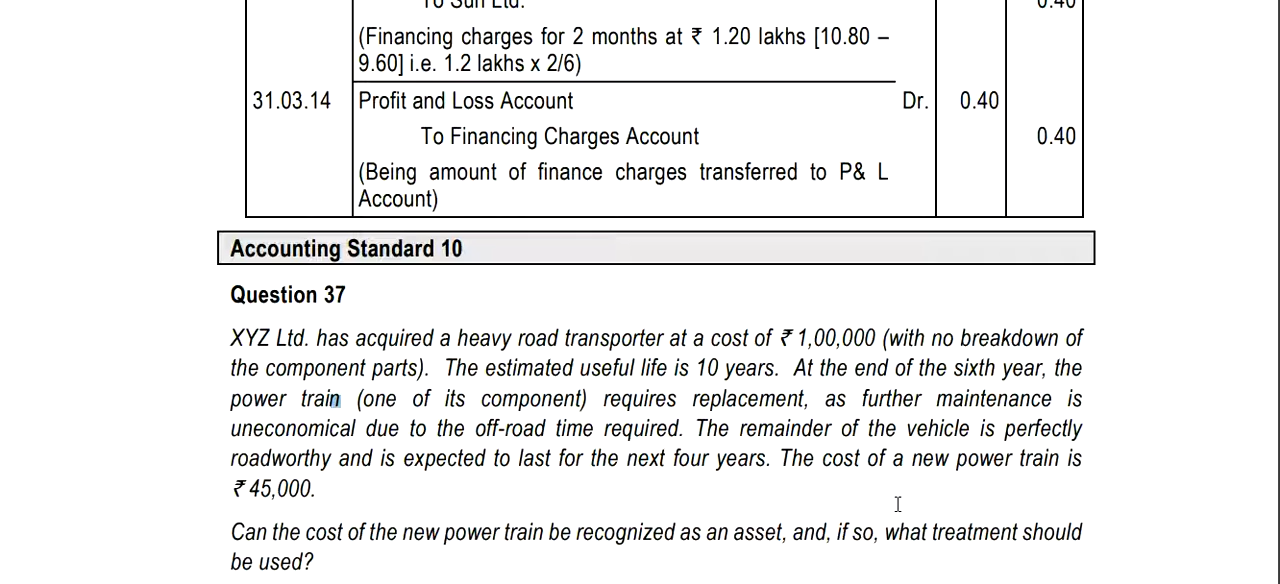 To Sun Ltd.
0.40
(Financing charges for 2 months at ₹ 1.20 lakhs [10.80 –
9.60] i.e. 1.2 lakhs x 2/6)
31.03.14 Profit and Loss Account Dr. 0.40
To Financing Charges Account 0.40
(Being amount of finance charges transferred to P& L
Account)
Accounting Standard 10
Question 37
XYZ Ltd. has acquired a heavy road transporter at a cost of ₹ 1,00,000 (with no breakdown of
the component parts). The estimated useful life is 10 years. At the end of the sixth year, the
power train (one of its component) requires replacement, as further maintenance is
uneconomical due to the off-road time required. The remainder of the vehicle is perfectly
roadworthy and is expected to last for the next four years. The cost of a new power train is
₹ 45,000.
Can the cost of the new power train be recognized as an asset, and, if so, what treatment should
be used?